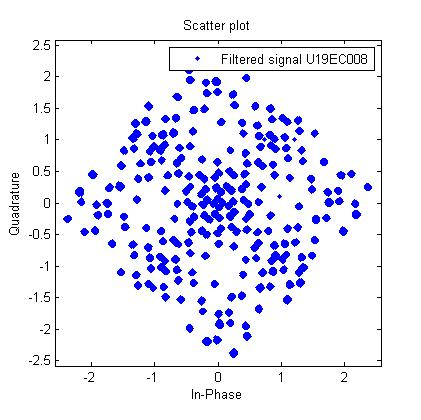 Scatter plot
Filtered signal U19EC008
2.5
2
1.5
1
0.5
0
-0.5
-1
-1.5
-2
-2.5
Quadrature
-2 -1 0 1 2
In-Phase